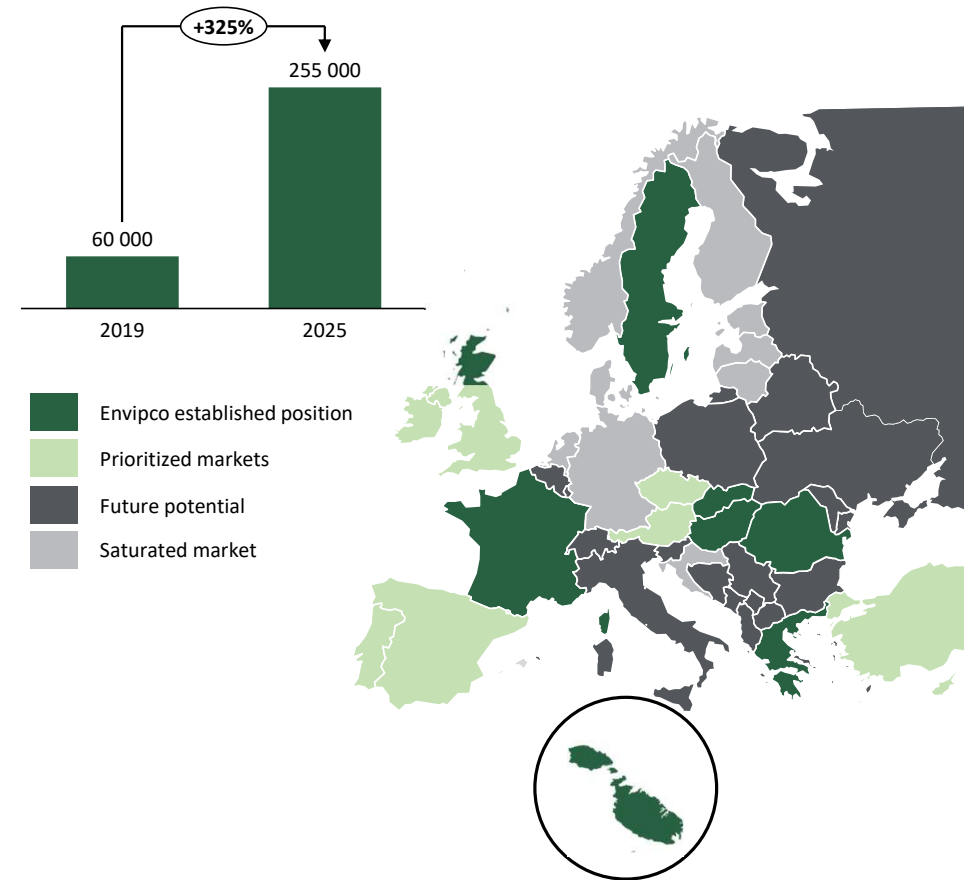 +325%
255 000
60 000
2019
2025
Envipco established position
Prioritized markets
Future potential
Saturated market